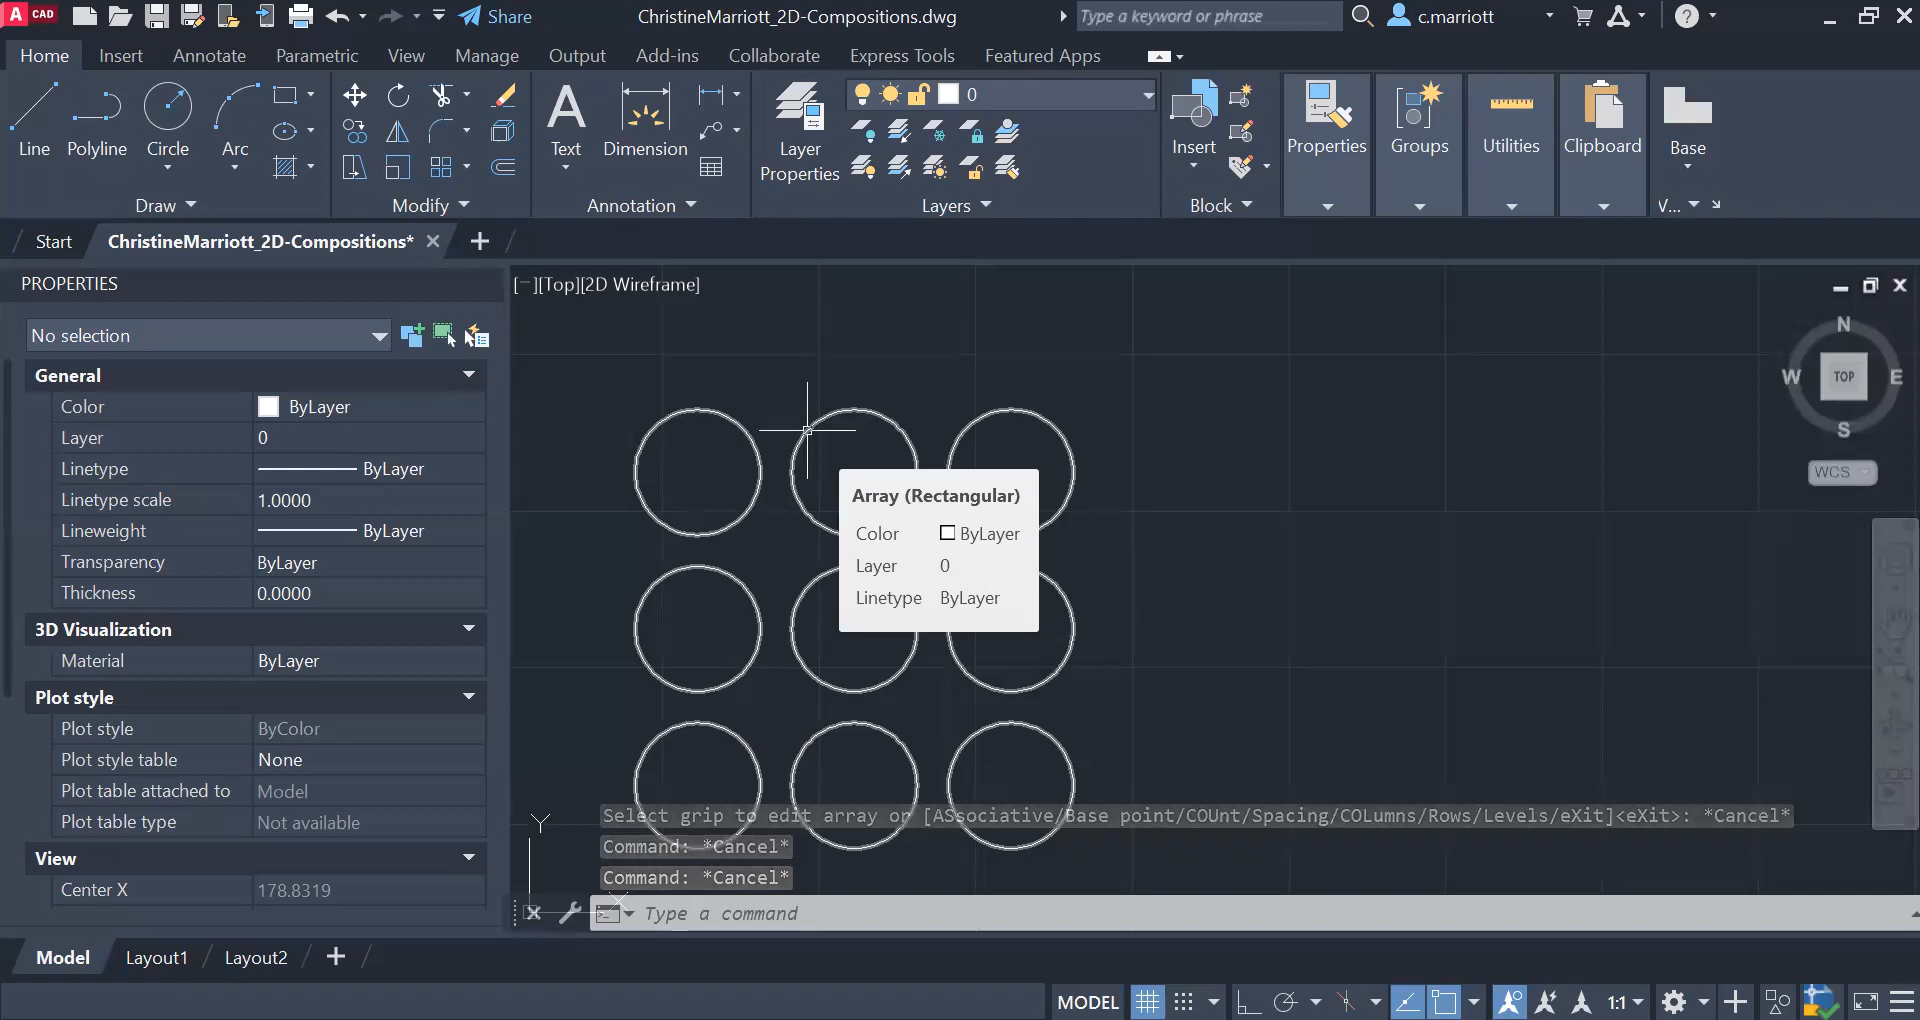 A CAD
Share
ChristineMarriott_2D-Compositions.dwg
Type a keyword or phrase
c.marriott
?
Home Insert Annotate Parametric View Manage Output Add-ins Collaborate Express Tools Featured Apps
0
Line Polyline Circle Arc
A
Text Dimension
Layer
Properties
Insert
Properties Groups Utilities Clipboard Base
Draw Modify Annotation Layers Block V...
Start ChristineMarriott_2D-Compositions*
PROPERTIES
No selection
General
Color ByLayer
Layer 0
Linetype ByLayer
Linetype scale 1.0000
Lineweight ByLayer
Transparency ByLayer
Thickness 0.0000
3D Visualization
Material ByLayer
Plot style
Plot style ByColor
Plot style table None
Plot table attached to Model
Plot table type Not available
View
Center X 178.8319
[−][Top][2D Wireframe]
N
W TOP E
S
WCS
Array (Rectangular)
Color ByLayer
Layer 0
Linetype ByLayer
Y
X
Select grip to edit array or [ASsociative/Base point/COUnt/Spacing/COLumns/Rows/Levels/eXit]<eXit>: *Cancel*
Command: *Cancel*
Command: *Cancel*
Type a command
Model Layout1 Layout2
MODEL 1:1